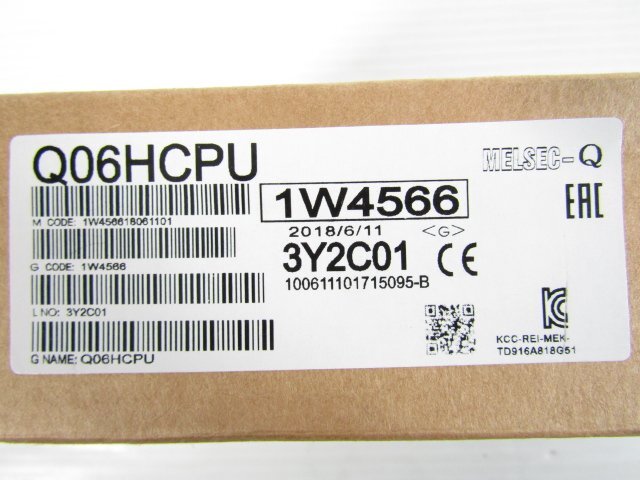 Q06HCPU
MELSEC-Q
M CODE: 1W456618061101
1W4566
EAC
2018/6/11 <G>
G CODE: 1W4566
3Y2C01 CE
100611101715095-B
L NO: 3Y2C01
KCC-REI-MEK-
TD916A818G51
G NAME: Q06HCPU